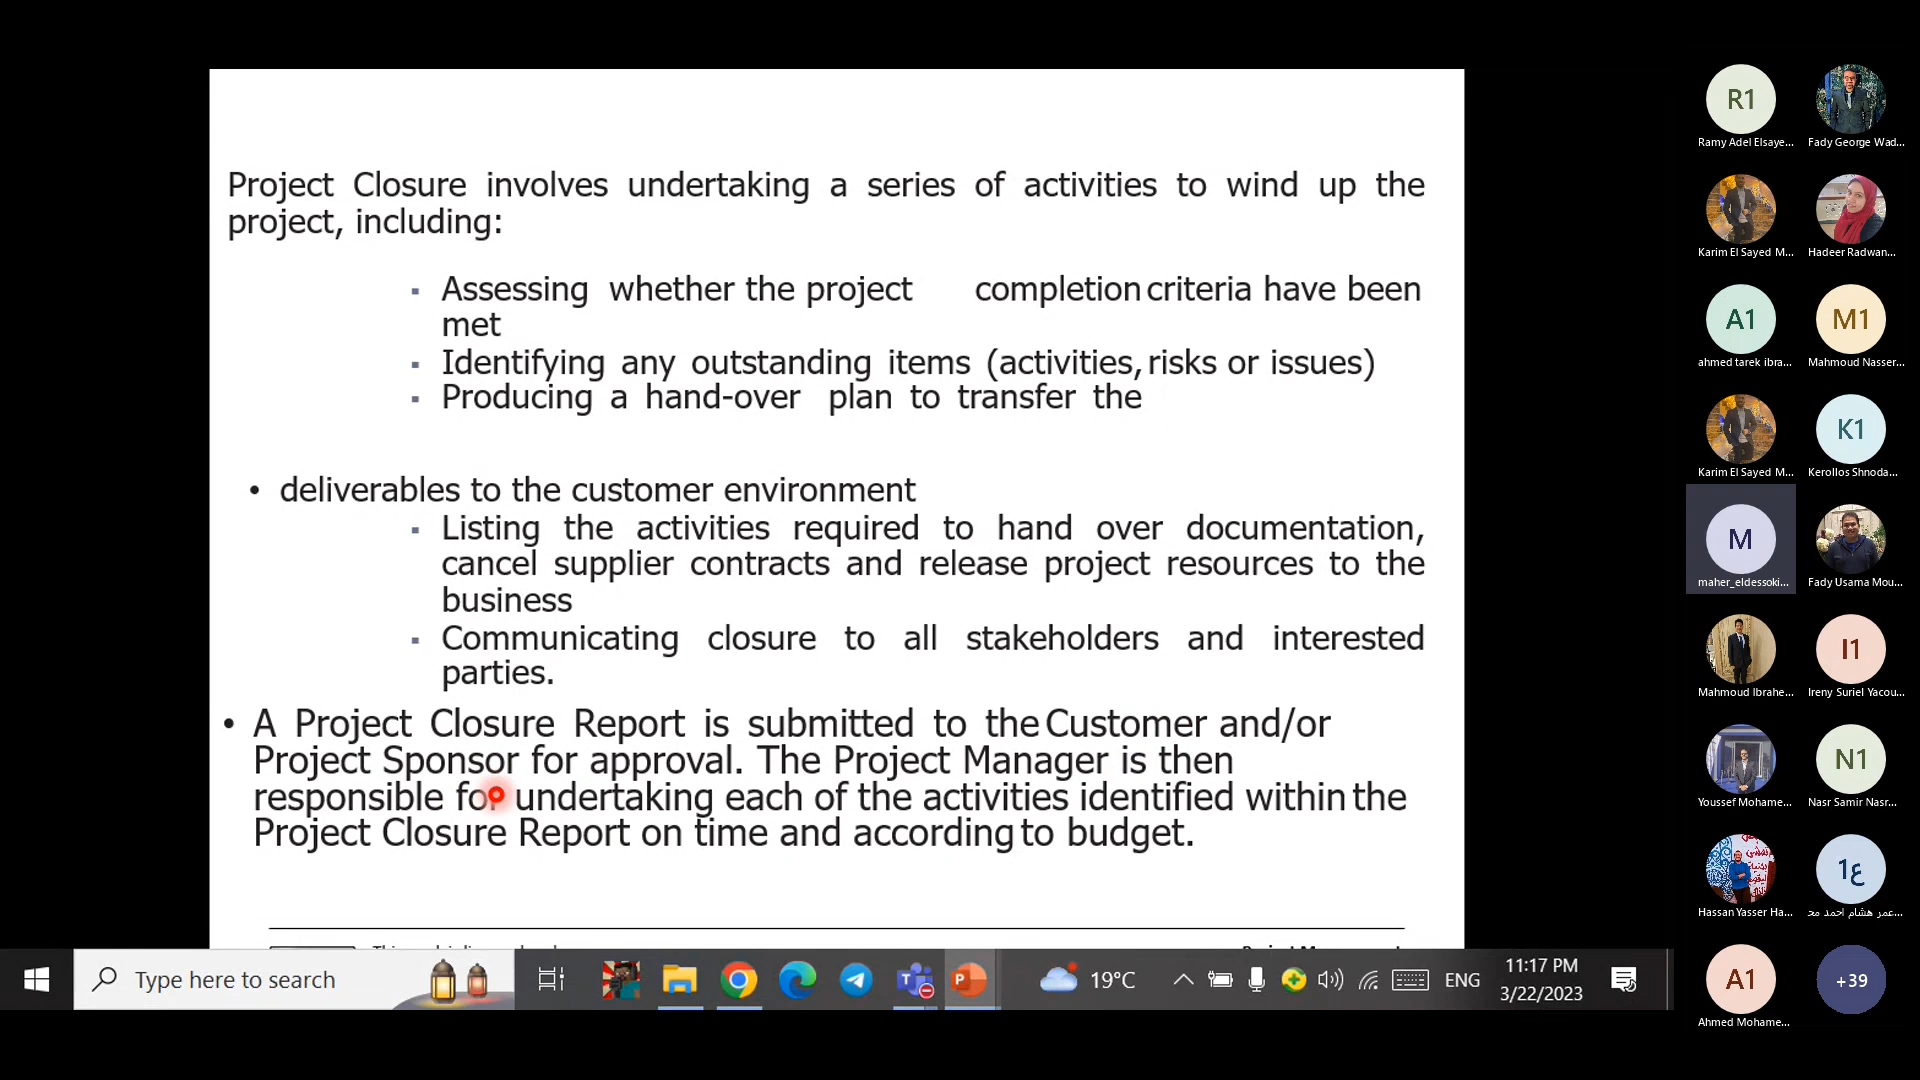 Project Closure involves undertaking a series of activities to wind up the
project, including:
Assessing whether the project completion criteria have been
met
Identifying any outstanding items (activities, risks or issues)
Producing a hand-over plan to transfer the
• deliverables to the customer environment
Listing the activities required to hand over documentation,
cancel supplier contracts and release project resources to the
business
Communicating closure to all stakeholders and interested
parties.
• A Project Closure Report is submitted to the Customer and/or
Project Sponsor for approval. The Project Manager is then
responsible for undertaking each of the activities identified within the
Project Closure Report on time and according to budget.
Type here to search
19°C
ENG
11:17 PM
3/22/2023
R1
Ramy Adel Elsaye...
Fady George Wad...
Karim El Sayed M...
Hadeer Radwan...
A1
ahmed tarek ibra...
M1
Mahmoud Nasser...
Karim El Sayed M...
K1
Kerollos Shnoda...
M
maher_eldessoki...
Fady Usama Mou...
Mahmoud Ibrahe...
I1
Ireny Suriel Yacou...
Youssef Mohame...
N1
Nasr Samir Nasr...
Hassan Yasser Ha...
ع1
عمر هشام احمد مح...
A1
Ahmed Mohame...
+39